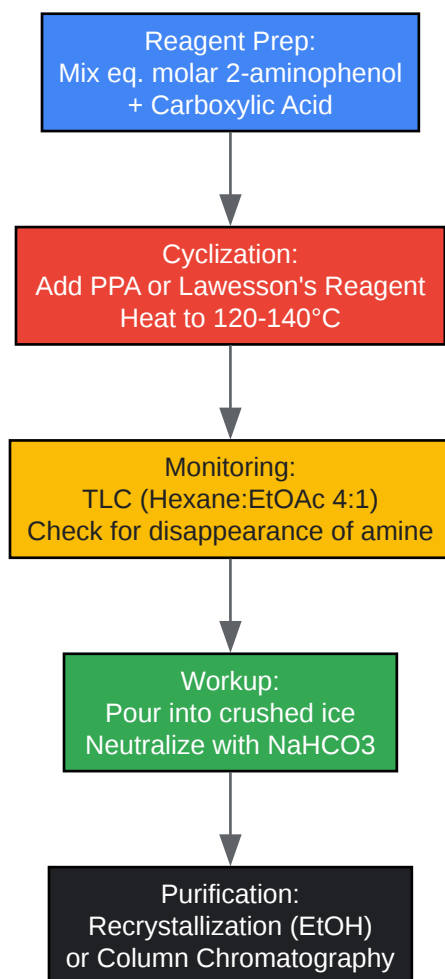 Reagent Prep:
Mix eq. molar 2-aminophenol
+ Carboxylic Acid
Cyclization:
Add PPA or Lawesson's Reagent
Heat to 120-140°C
Monitoring:
TLC (Hexane:EtOAc 4:1)
Check for disappearance of amine
Workup:
Pour into crushed ice
Neutralize with NaHCO3
Purification:
Recrystallization (EtOH)
or Column Chromatography